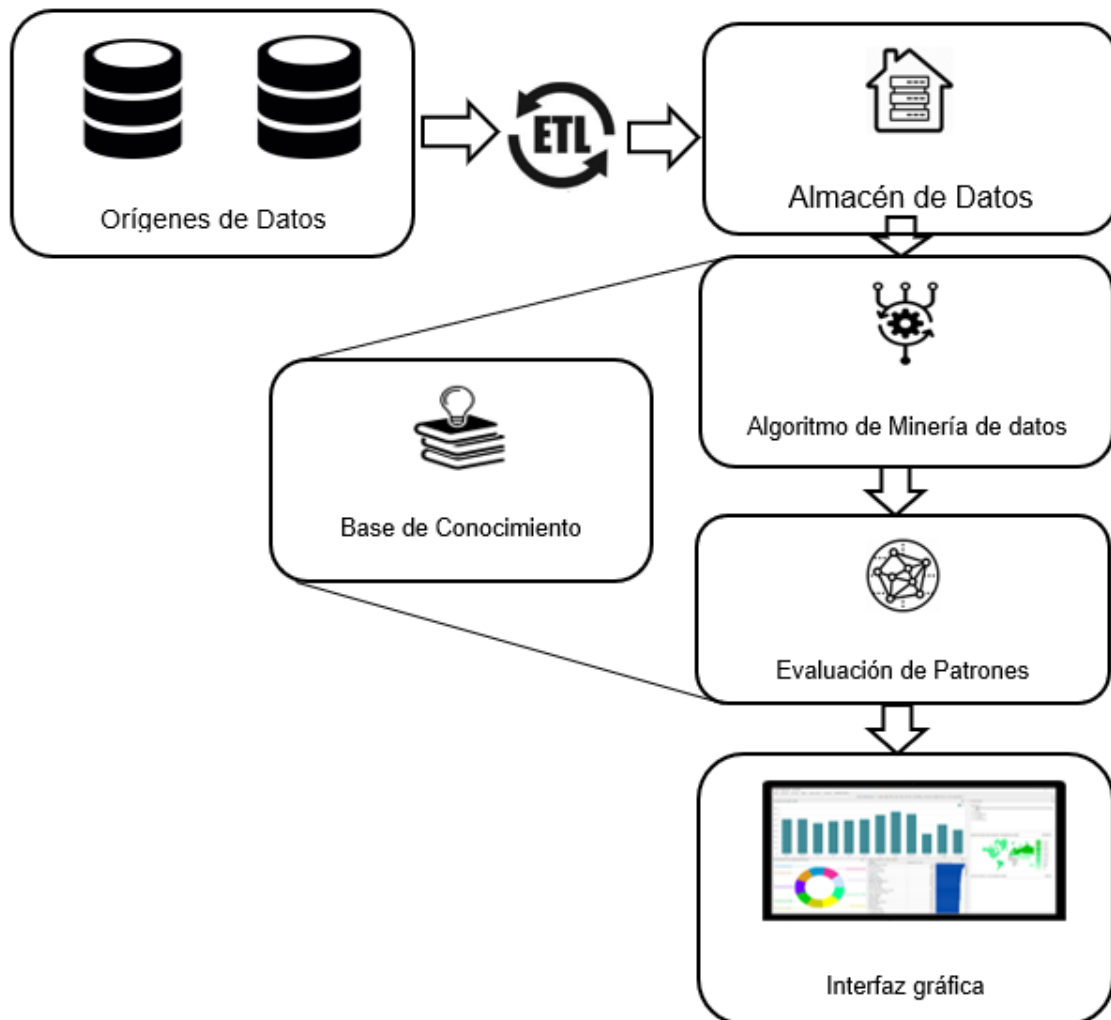 ETL
Orígenes de Datos
Almacén de Datos
Algoritmo de Minería de datos
Base de Conocimiento
Evaluación de Patrones
Interfaz gráfica